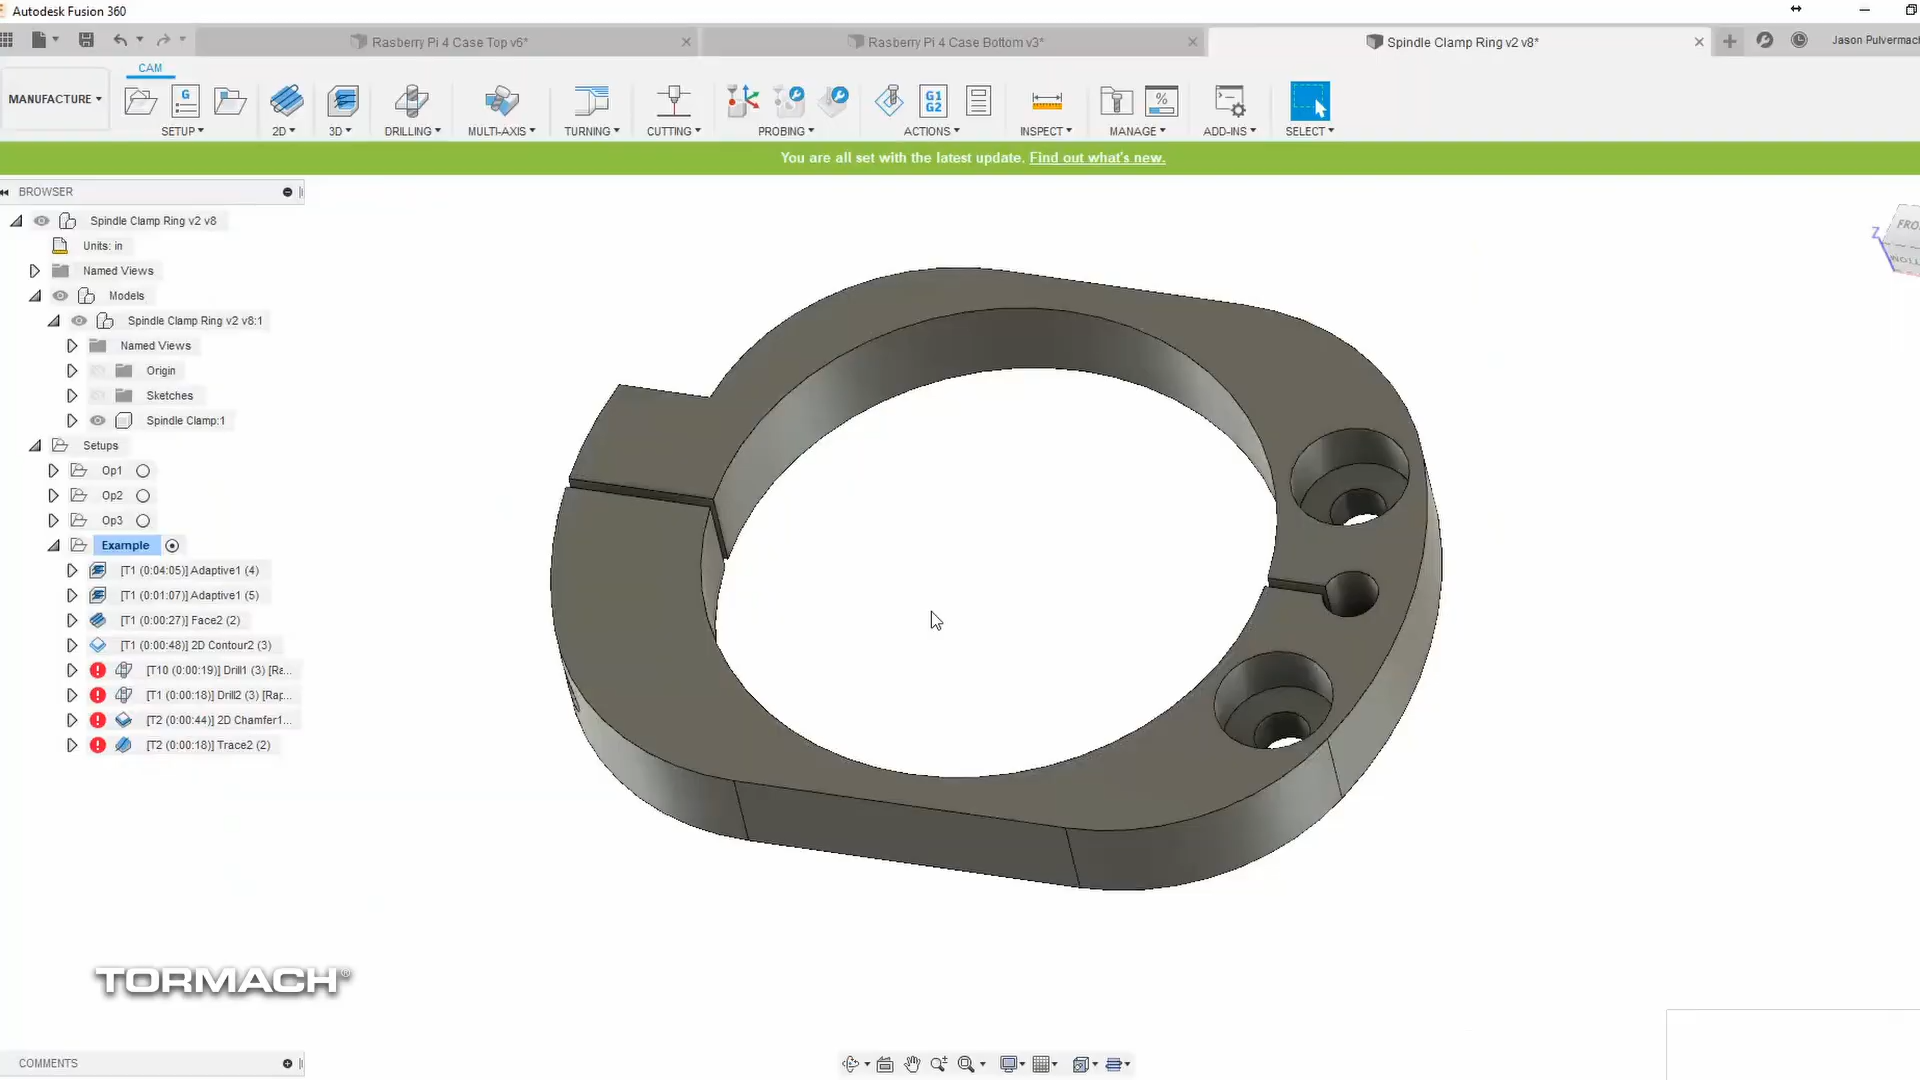 Autodesk Fusion 360
Rasberry Pi 4 Case Top v6*
Rasberry Pi 4 Case Bottom v3*
Spindle Clamp Ring v2 v8*
Jason Pulvermach
CAM
MANUFACTURE
G
G1
G2
%
SETUP
2D
3D
DRILLING
MULTI-AXIS
TURNING
CUTTING
PROBING
ACTIONS
INSPECT
MANAGE
ADD-INS
SELECT
You are all set with the latest update. Find out what's new.
BROWSER
Spindle Clamp Ring v2 v8
Units: in
Named Views
Models
Spindle Clamp Ring v2 v8:1
Named Views
Origin
Sketches
Spindle Clamp:1
Setups
Op1
Op2
Op3
Example
[T1 (0:04:05)] Adaptive1 (4)
[T1 (0:01:07)] Adaptive1 (5)
[T1 (0:00:27)] Face2 (2)
[T1 (0:00:48)] 2D Contour2 (3)
[T10 (0:00:19)] Drill1 (3) [Ra...
[T1 (0:00:18)] Drill2 (3) [Rap...
[T2 (0:00:44)] 2D Chamfer1...
[T2 (0:00:18)] Trace2 (2)
FRO
Z
TORMACH®
COMMENTS